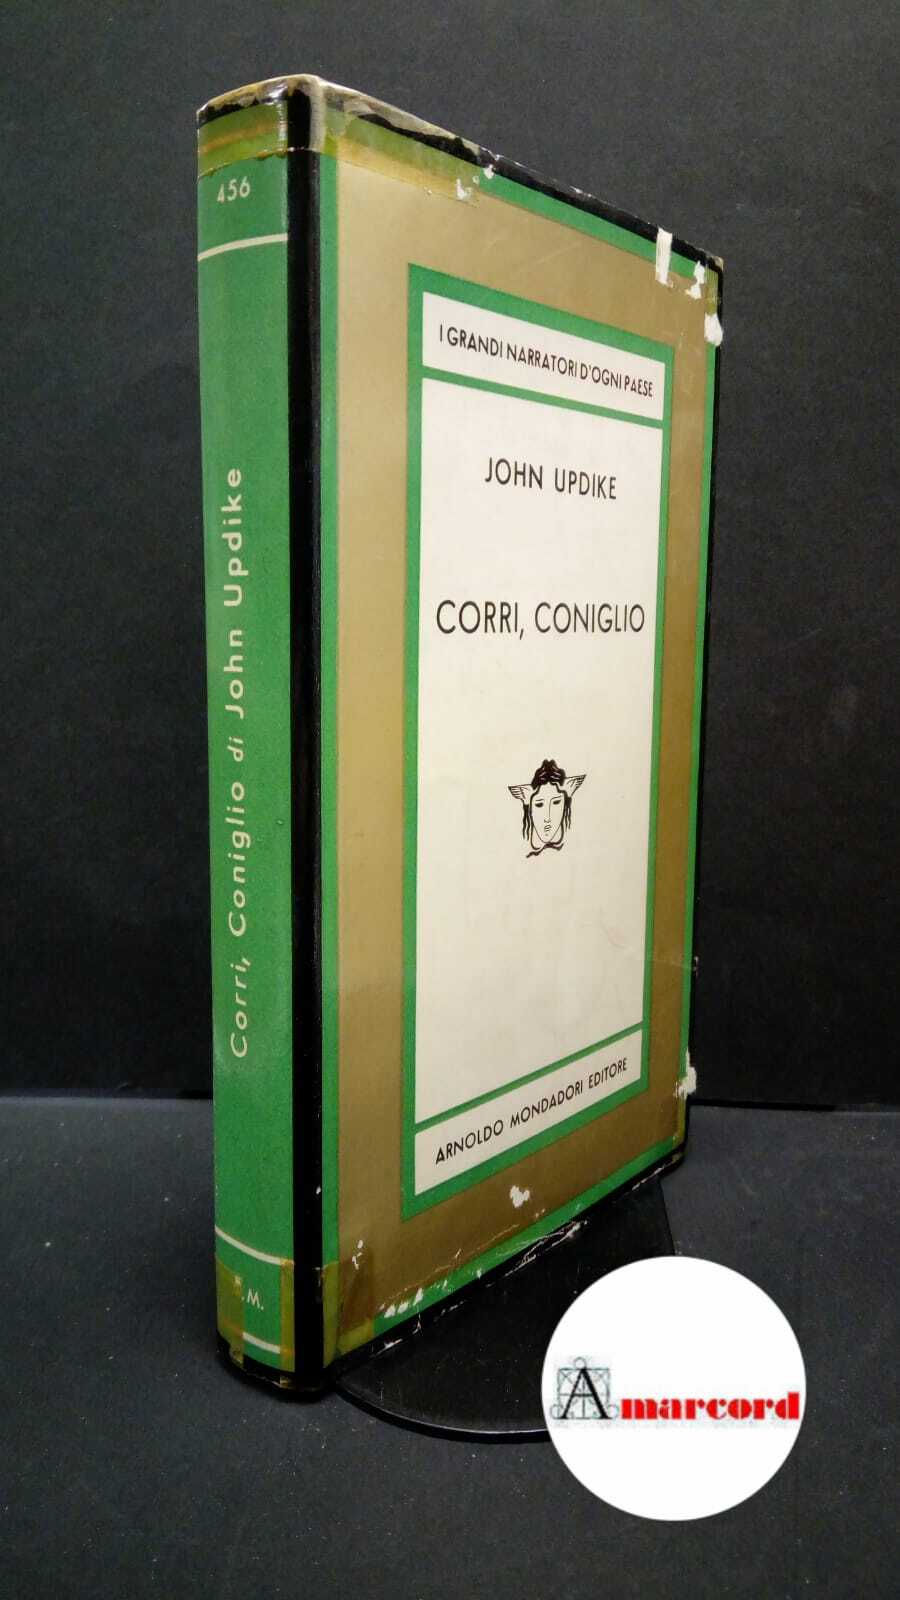 456
Corri, Coniglio di John Updike
.M.
I GRANDI NARRATORI D'OGNI PAESE
JOHN UPDIKE
CORRI, CONIGLIO
ARNOLDO MONDADORI EDITORE
Amarcord